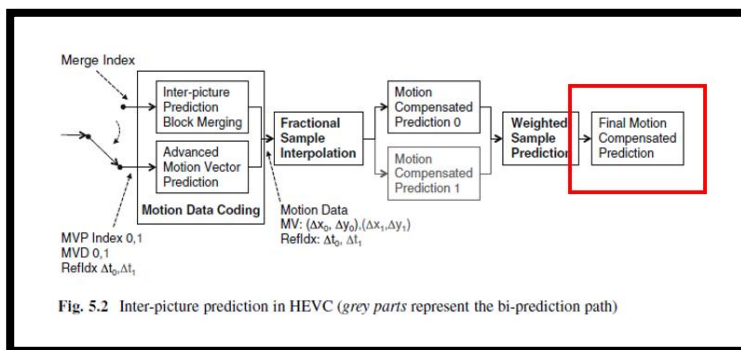 Merge Index
Inter-picture
Prediction
Block Merging
Advanced
Motion Vector
Prediction
Motion Data Coding
MVP Index 0,1
MVD 0,1
RefIdx Δt₀,Δt₁
Fractional
Sample
Interpolation
Motion Data
MV: (Δx₀, Δy₀),(Δx₁,Δy₁)
RefIdx: Δt₀, Δt₁
Motion
Compensated
Prediction 0
Motion
Compensated
Prediction 1
Weighted
Sample
Prediction
Final Motion
Compensated
Prediction
Fig. 5.2 Inter-picture prediction in HEVC (grey parts represent the bi-prediction path)